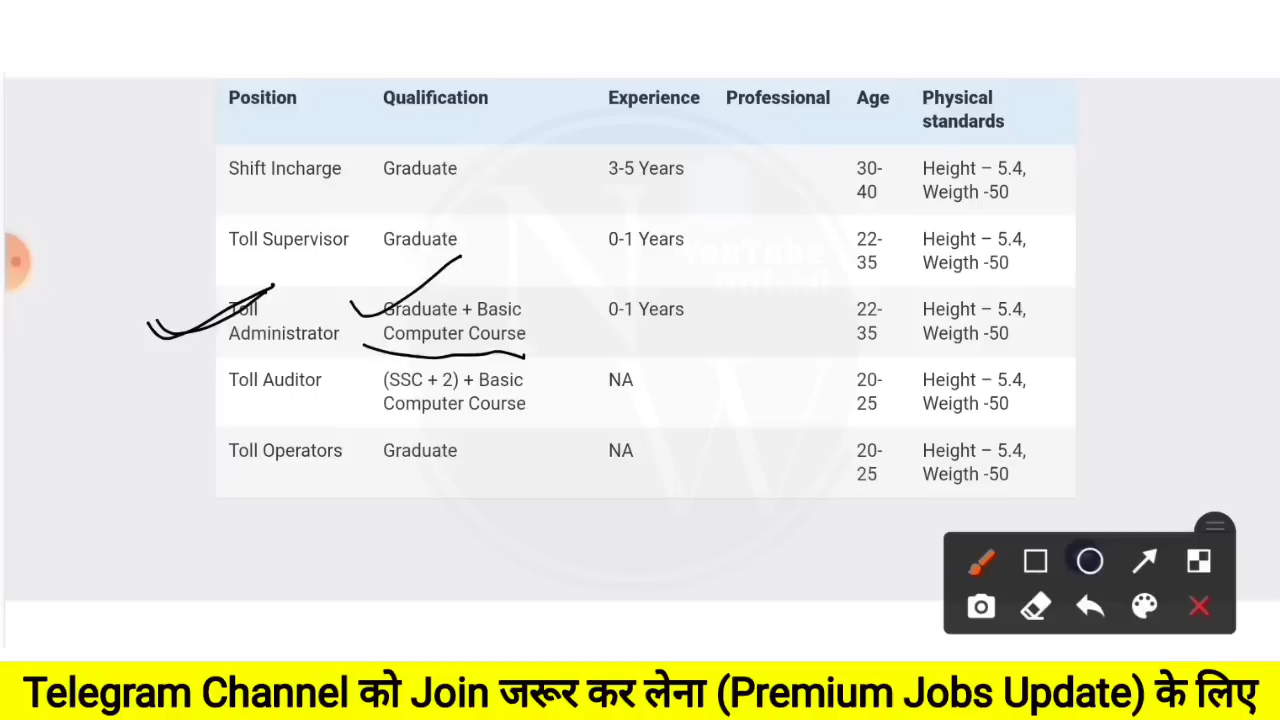 Position Qualification Experience Professional Age Physical
standards
Shift Incharge Graduate 3-5 Years 30- Height – 5.4,
40 Weigth -50
Toll Supervisor Graduate 0-1 Years 22- Height – 5.4,
35 Weigth -50
Toll Graduate + Basic 0-1 Years 22- Height – 5.4,
Administrator Computer Course 35 Weigth -50
Toll Auditor (SSC + 2) + Basic NA 20- Height – 5.4,
Computer Course 25 Weigth -50
Toll Operators Graduate NA 20- Height – 5.4,
25 Weigth -50
YouTube
official
NW
Telegram Channel को Join जरूर कर लेना (Premium Jobs Update) के लिए